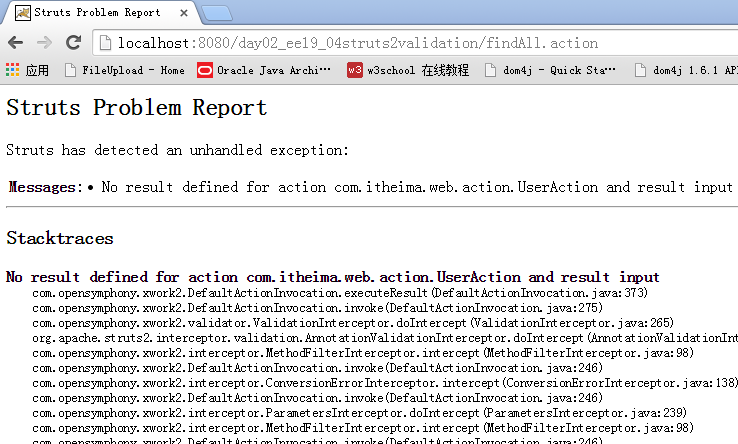 Struts Problem Report
localhost:8080/day02_ee19_04struts2validation/findAll.action
应用 FileUpload - Home Oracle Java Archi… w3school 在线教程 dom4j - Quick Sta… dom4j 1.6.1 AP
Struts Problem Report
Struts has detected an unhandled exception:
Messages: • No result defined for action com.itheima.web.action.UserAction and result input
Stacktraces
No result defined for action com.itheima.web.action.UserAction and result input
com.opensymphony.xwork2.DefaultActionInvocation.executeResult(DefaultActionInvocation.java:373)
com.opensymphony.xwork2.DefaultActionInvocation.invoke(DefaultActionInvocation.java:275)
com.opensymphony.xwork2.validator.ValidationInterceptor.doIntercept(ValidationInterceptor.java:265)
org.apache.struts2.interceptor.validation.AnnotationValidationInterceptor.doIntercept(AnnotationValidationInt
com.opensymphony.xwork2.interceptor.MethodFilterInterceptor.intercept(MethodFilterInterceptor.java:98)
com.opensymphony.xwork2.DefaultActionInvocation.invoke(DefaultActionInvocation.java:246)
com.opensymphony.xwork2.interceptor.ConversionErrorInterceptor.intercept(ConversionErrorInterceptor.java:138)
com.opensymphony.xwork2.DefaultActionInvocation.invoke(DefaultActionInvocation.java:246)
com.opensymphony.xwork2.interceptor.ParametersInterceptor.doIntercept(ParametersInterceptor.java:239)
com.opensymphony.xwork2.interceptor.MethodFilterInterceptor.intercept(MethodFilterInterceptor.java:98)
com.opensymphony.xwork2.DefaultActionInvocation.invoke(DefaultActionInvocation.java:246)